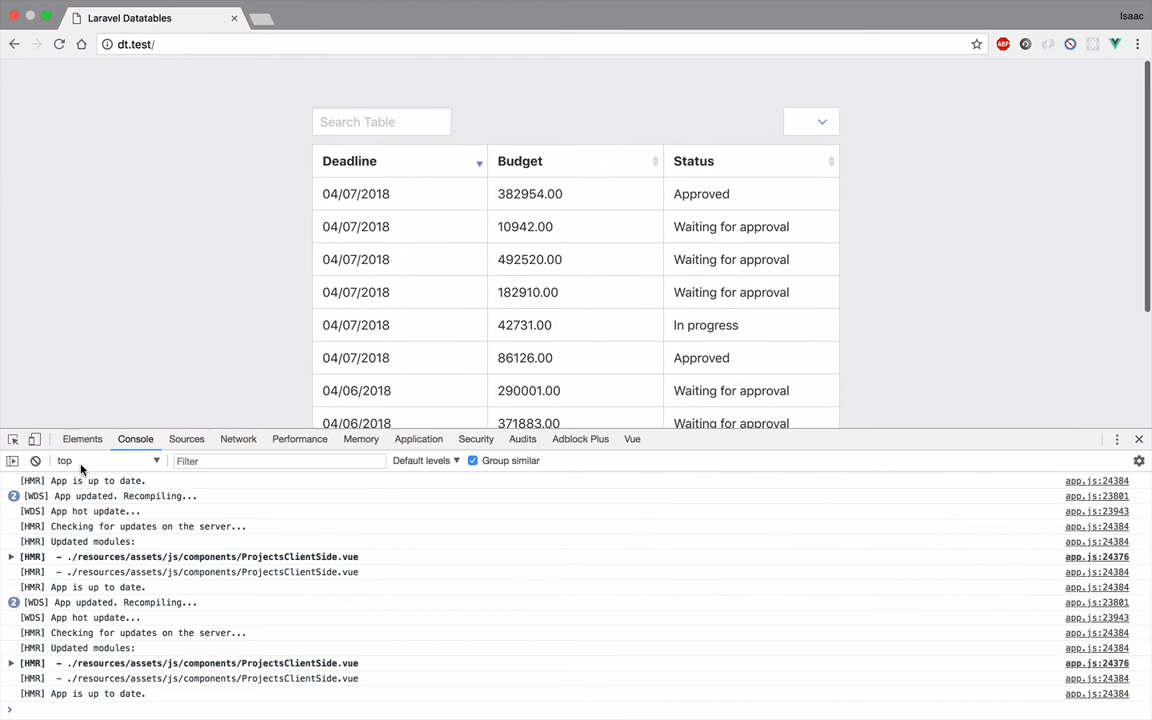 Laravel Datatables
Isaac
dt.test/
ABP
Search Table
Deadline Budget Status
04/07/2018 382954.00 Approved
04/07/2018 10942.00 Waiting for approval
04/07/2018 492520.00 Waiting for approval
04/07/2018 182910.00 Waiting for approval
04/07/2018 42731.00 In progress
04/07/2018 86126.00 Approved
04/06/2018 290001.00 Waiting for approval
04/06/2018 371883.00 Waiting for approval
Elements Console Sources Network Performance Memory Application Security Audits Adblock Plus Vue
top Filter Default levels Group similar
[HMR] App is up to date. app.js:24384
2 [WDS] App updated. Recompiling... app.js:23801
[WDS] App hot update... app.js:23943
[HMR] Checking for updates on the server... app.js:24384
[HMR] Updated modules: app.js:24384
[HMR]  - ./resources/assets/js/components/ProjectsClientSide.vue app.js:24376
[HMR]  - ./resources/assets/js/components/ProjectsClientSide.vue app.js:24384
[HMR] App is up to date. app.js:24384
2 [WDS] App updated. Recompiling... app.js:23801
[WDS] App hot update... app.js:23943
[HMR] Checking for updates on the server... app.js:24384
[HMR] Updated modules: app.js:24384
[HMR]  - ./resources/assets/js/components/ProjectsClientSide.vue app.js:24376
[HMR]  - ./resources/assets/js/components/ProjectsClientSide.vue app.js:24384
[HMR] App is up to date. app.js:24384